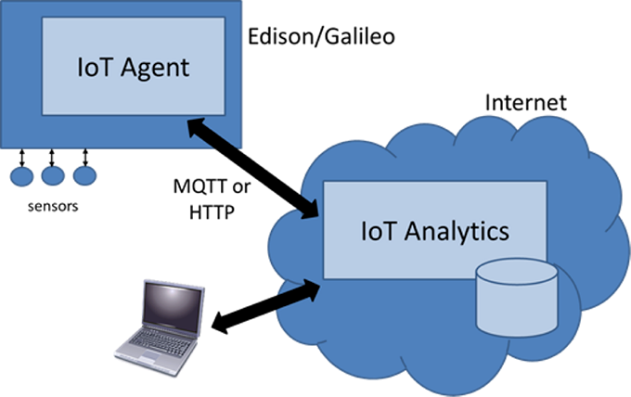 Edison/Galileo
IoT Agent
Internet
MQTT or
HTTP
sensors
IoT Analytics